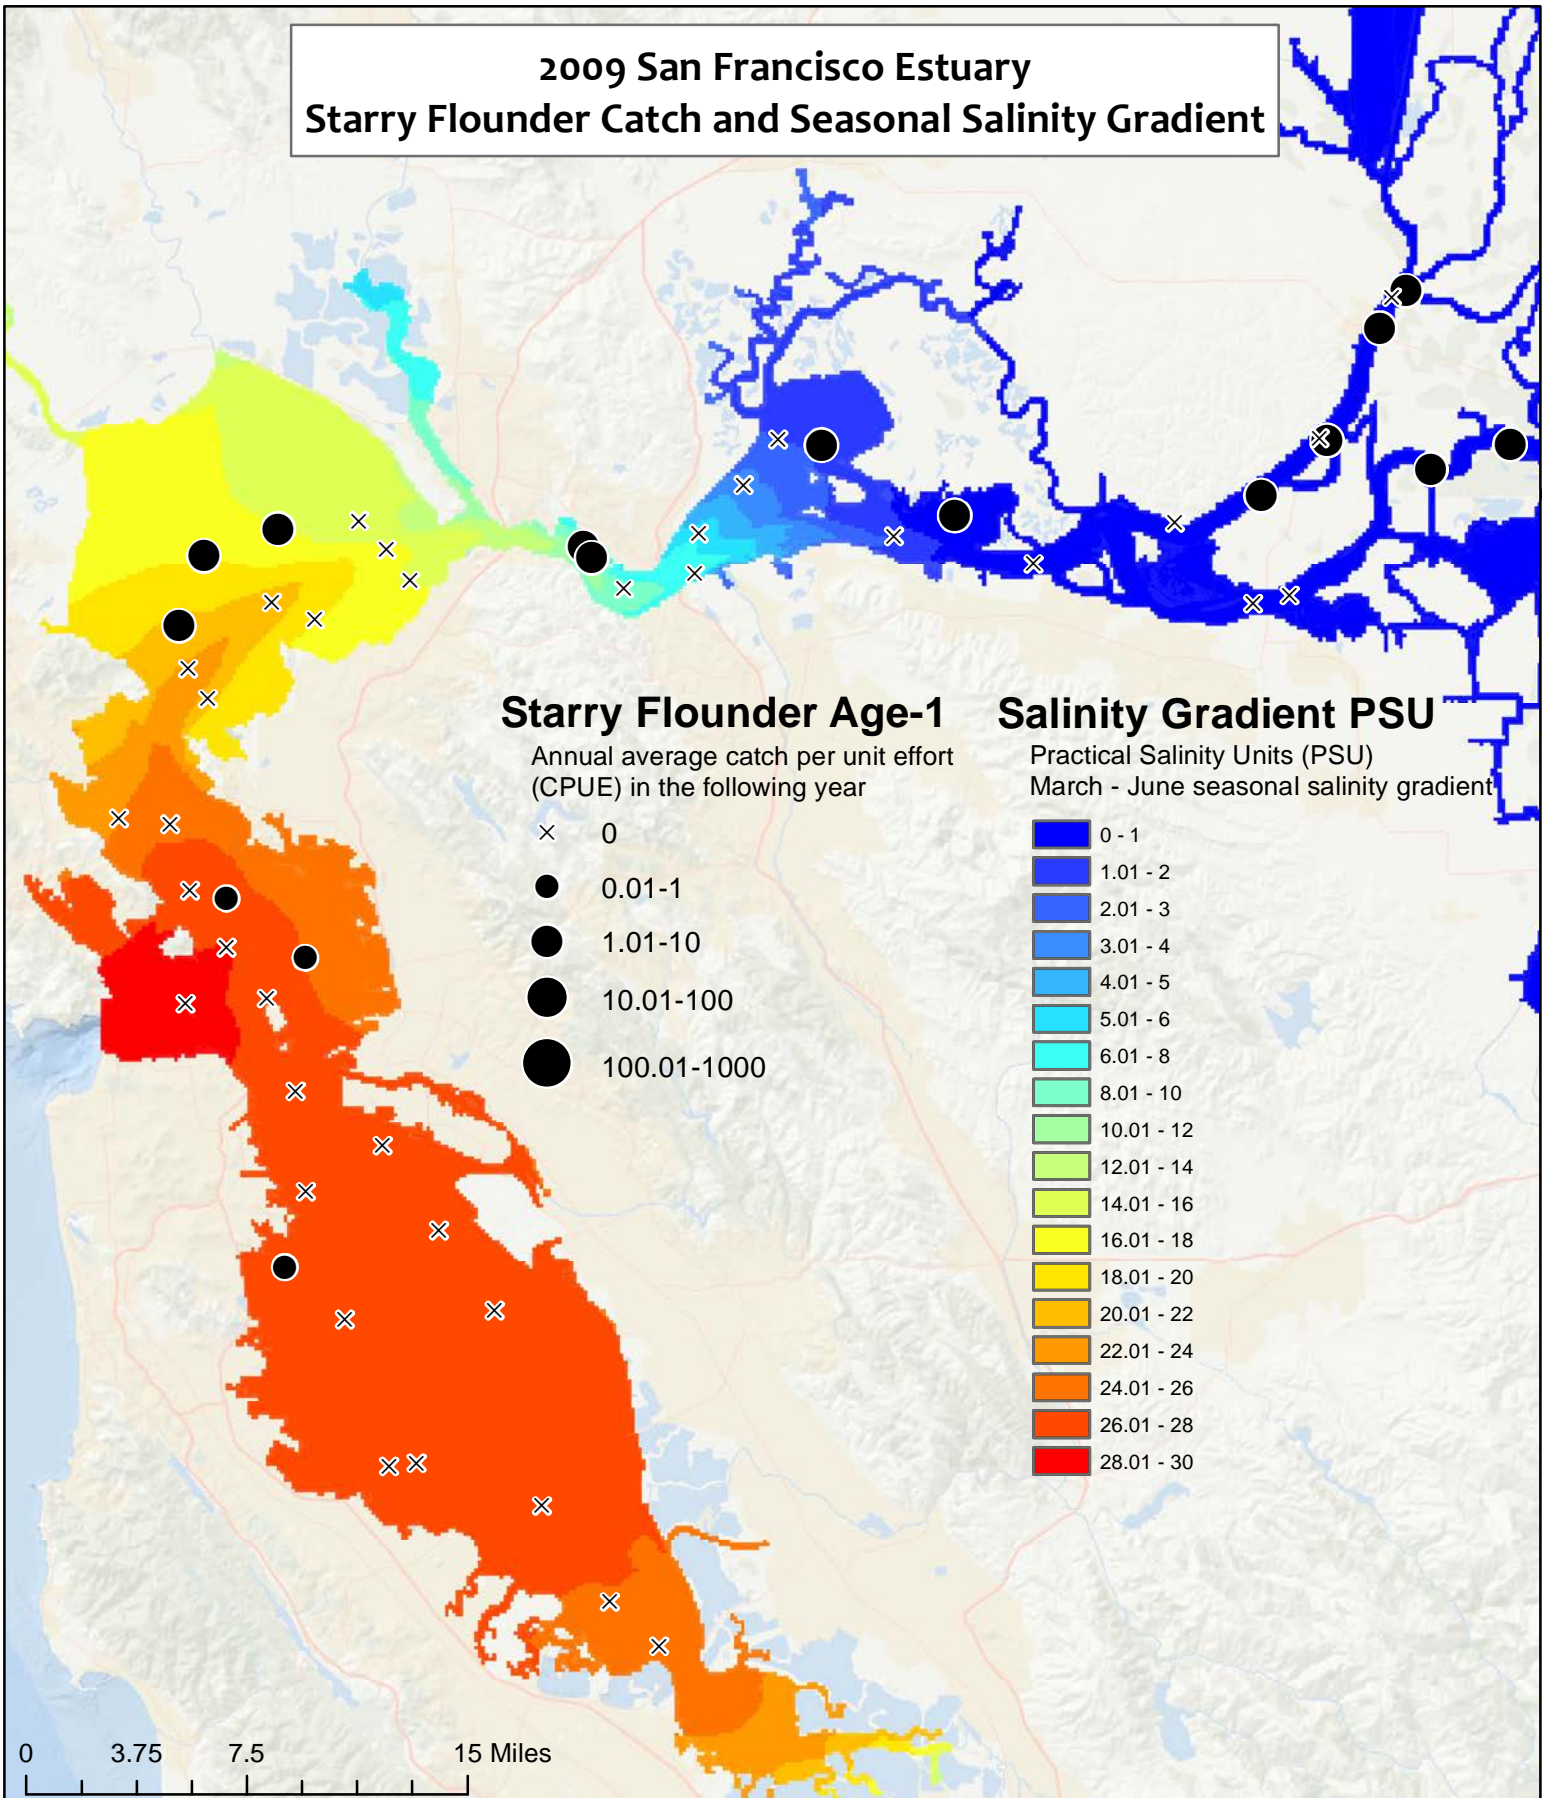 2009 San Francisco Estuary
Starry Flounder Catch and Seasonal Salinity Gradient
Starry Flounder Age-1
Annual average catch per unit effort
(CPUE) in the following year
0
0.01-1
1.01-10
10.01-100
100.01-1000
Salinity Gradient PSU
Practical Salinity Units (PSU)
March - June seasonal salinity gradient
0 - 1
1.01 - 2
2.01 - 3
3.01 - 4
4.01 - 5
5.01 - 6
6.01 - 8
8.01 - 10
10.01 - 12
12.01 - 14
14.01 - 16
16.01 - 18
18.01 - 20
20.01 - 22
22.01 - 24
24.01 - 26
26.01 - 28
28.01 - 30
0 3.75 7.5 15 Miles